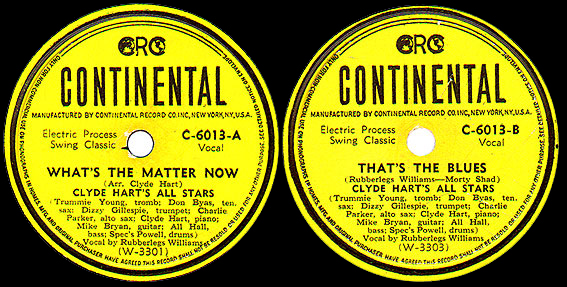 CRC
CONTINENTAL
MANUFACTURED BY CONTINENTAL RECORD CO.INC, NEW YORK, N.Y., U.S.A.
Electric Process
Swing Classic
C-6013-A
Vocal
WHAT'S THE MATTER NOW
(Arr. Clyde Hart)
CLYDE HART'S ALL STARS
(Trummie Young, tromb; Don Byas, ten.
sax; Dizzy Gillespie, trumpet; Charlie
Parker, alto sax; Clyde Hart, piano;
Mike Bryan, guitar; Al Hall,
bass; Spec's Powell, drums)
Vocal by Rubberlegs Williams
(W-3301)
CRC
CONTINENTAL
MANUFACTURED BY CONTINENTAL RECORD CO.INC, NEW YORK, N.Y., U.S.A.
Electric Process
Swing Classic
C-6013-B
Vocal
THAT'S THE BLUES
(Rubberlegs Williams—Morty Shad)
CLYDE HART'S ALL STARS
(Trummie Young, tromb; Don Byas, ten.
sax; Dizzy Gillespie, trumpet; Charlie
Parker, alto sax; Clyde Hart, piano;
Mike Bryan, guitar; Al Hall,
bass; Spec's Powell, drums)
Vocal by Rubberlegs Williams
(W-3303)